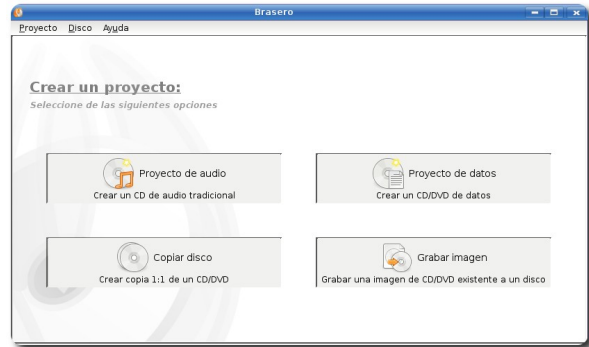 Brasero
Proyecto Disco Ayuda
Crear un proyecto:
Seleccione de las siguientes opciones
Proyecto de audio
Crear un CD de audio tradicional
Proyecto de datos
Crear un CD/DVD de datos
Copiar disco
Crear copia 1:1 de un CD/DVD
Grabar imagen
Grabar una imagen de CD/DVD existente a un disco